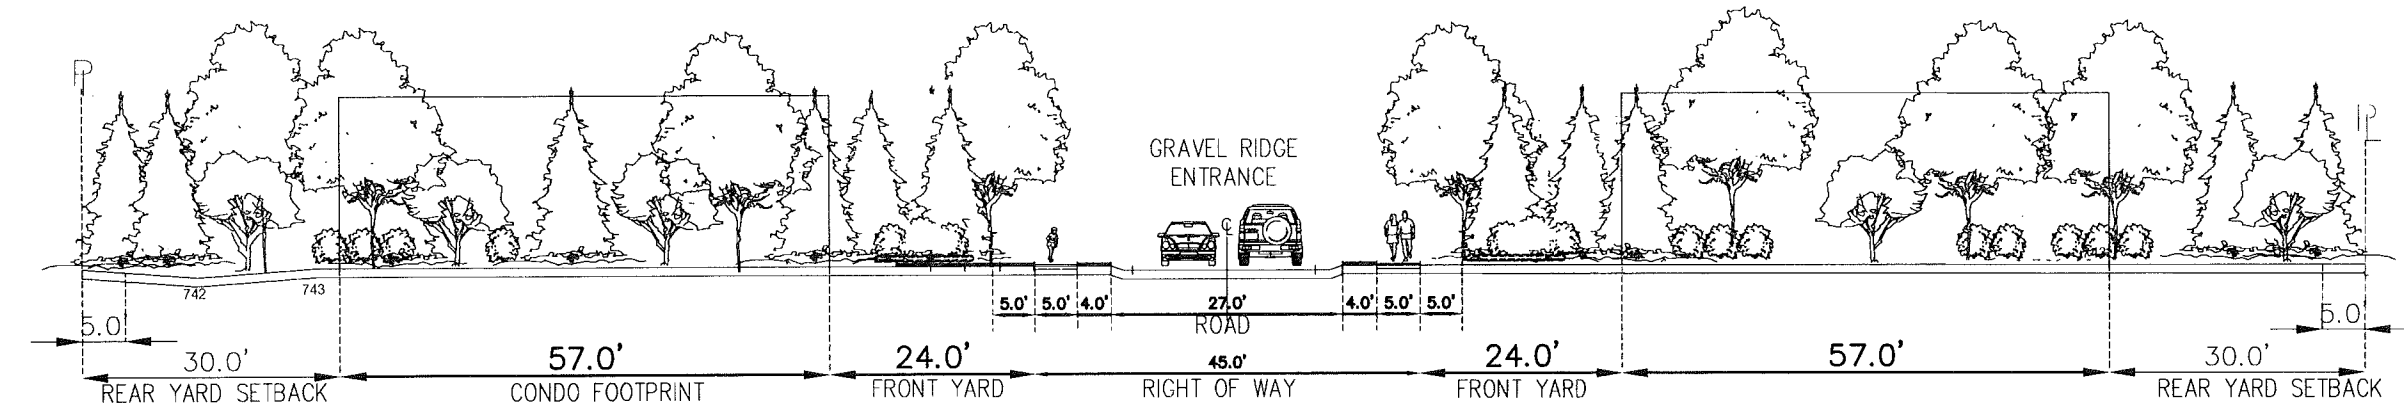 P
GRAVEL RIDGE
ENTRANCE
PL
℄
742
743
5.0' 5.0' 4.0' 27.0' 4.0' 5.0' 5.0'
ROAD
5.0' 5.0'
30.0' 57.0' 24.0' 45.0' 24.0' 57.0' 30.0'
REAR YARD SETBACK CONDO FOOTPRINT FRONT YARD RIGHT OF WAY FRONT YARD REAR YARD SETBACK